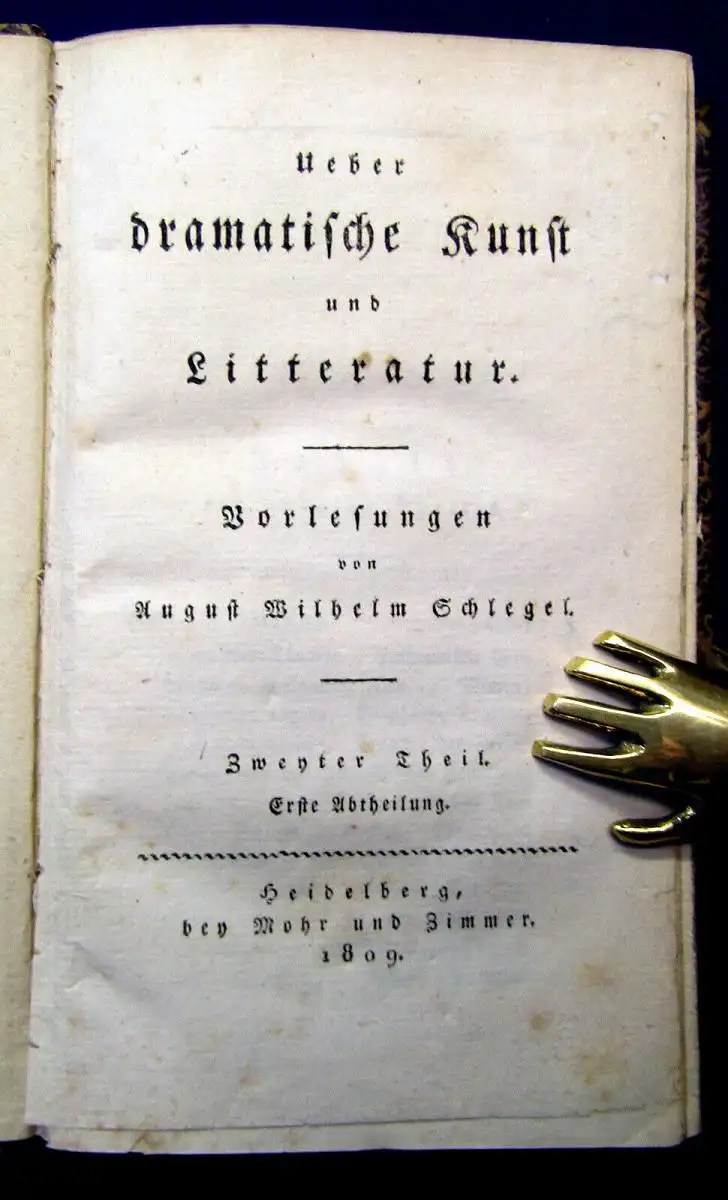 Ueber
dramatische Kunst
und
Litteratur.
Vorlesungen
von
August Wilhelm Schlegel.
Zweyter Theil.
Erste Abtheilung.
Heidelberg,
bey Mohr und Zimmer.
1809.